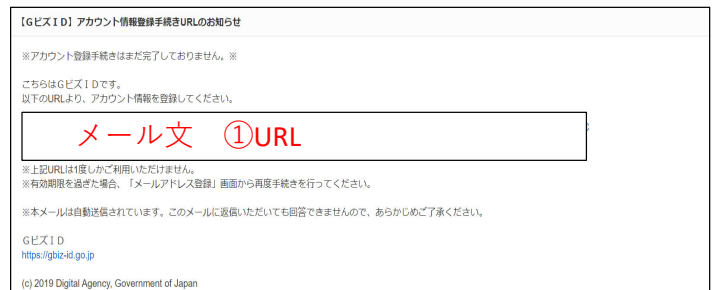 【GビズＩＤ】アカウント情報登録手続きURLのお知らせ
※アカウント登録手続きはまだ完了しておりません。※
こちらはGビズＩＤです。
以下のURLより、アカウント情報を登録してください。
メール文　①URL
※上記URLは1度しかご利用いただけません。
※有効期限を過ぎた場合、「メールアドレス登録」画面から再度手続きを行ってください。
※本メールは自動送信されています。このメールに返信いただいても回答できませんので、あらかじめご了承ください。
GビズＩＤ
https://gbiz-id.go.jp
(c) 2019 Digital Agency, Government of Japan